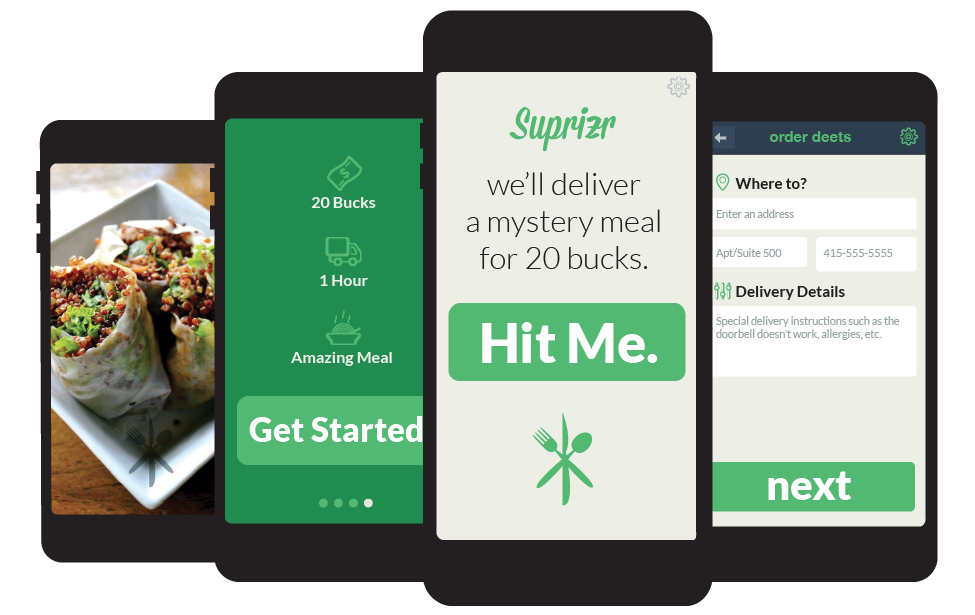 20 Bucks
1 Hour
Amazing Meal
Get Started
Suprizr
we’ll deliver
a mystery meal
for 20 bucks.
Hit Me.
order deets
Where to?
Enter an address
Apt/Suite 500
415-555-5555
Delivery Details
Special delivery instructions such as the
doorbell doesn't work, allergies, etc.
next